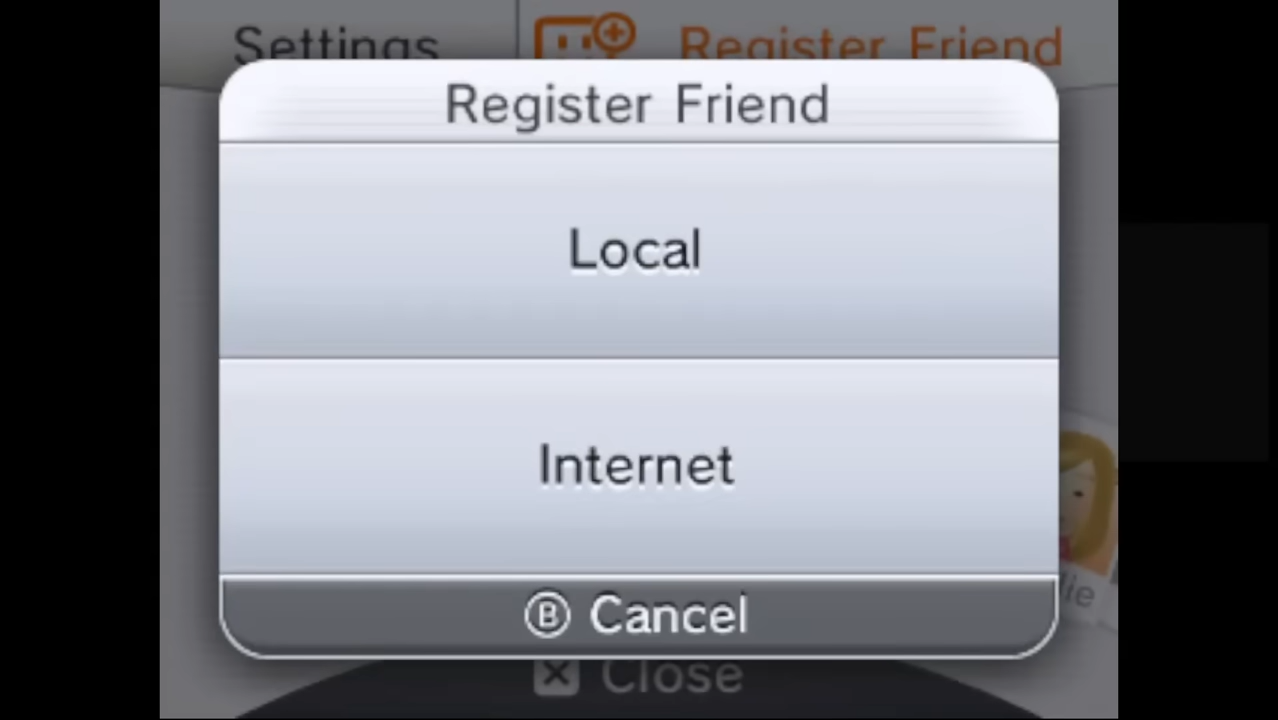 Settings
Register Friend
Register Friend
Local
Internet
B Cancel
X Close